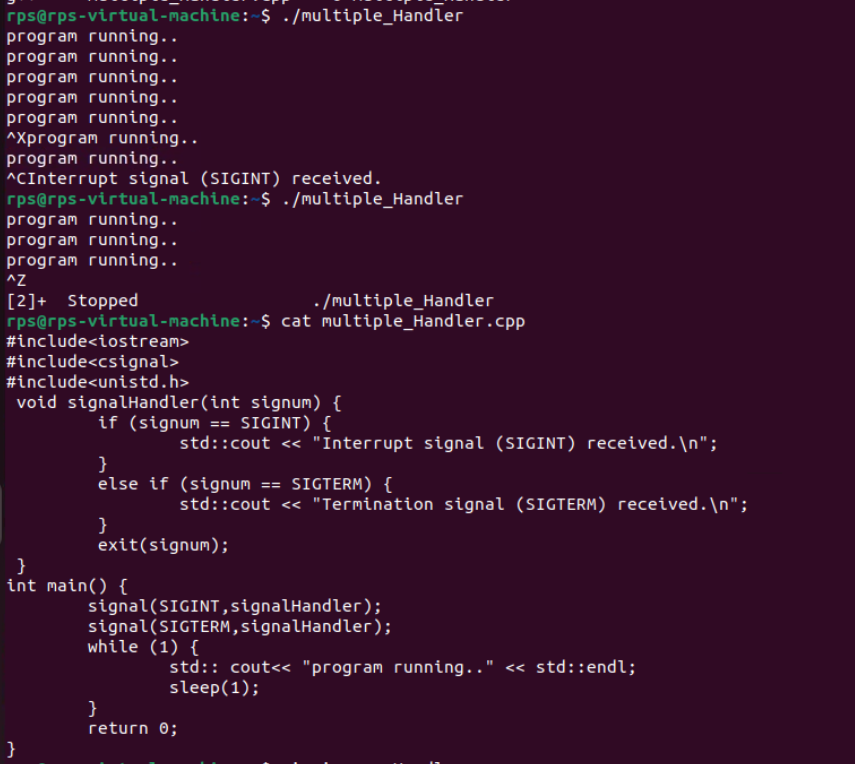 rps@rps-virtual-machine:~$ ./multiple_Handler
program running..
program running..
program running..
program running..
program running..
^Xprogram running..
program running..
^CInterrupt signal (SIGINT) received.
rps@rps-virtual-machine:~$ ./multiple_Handler
program running..
program running..
program running..
^Z
[2]+  Stopped                 ./multiple_Handler
rps@rps-virtual-machine:~$ cat multiple_Handler.cpp
#include<iostream>
#include<csignal>
#include<unistd.h>
 void signalHandler(int signum) {
         if (signum == SIGINT) {
                 std::cout << "Interrupt signal (SIGINT) received.\n";
         }
         else if (signum == SIGTERM) {
                 std::cout << "Termination signal (SIGTERM) received.\n";
         }
         exit(signum);
 }
int main() {
        signal(SIGINT,signalHandler);
        signal(SIGTERM,signalHandler);
        while (1) {
                std:: cout<< "program running.." << std::endl;
                sleep(1);
        }
        return 0;
}